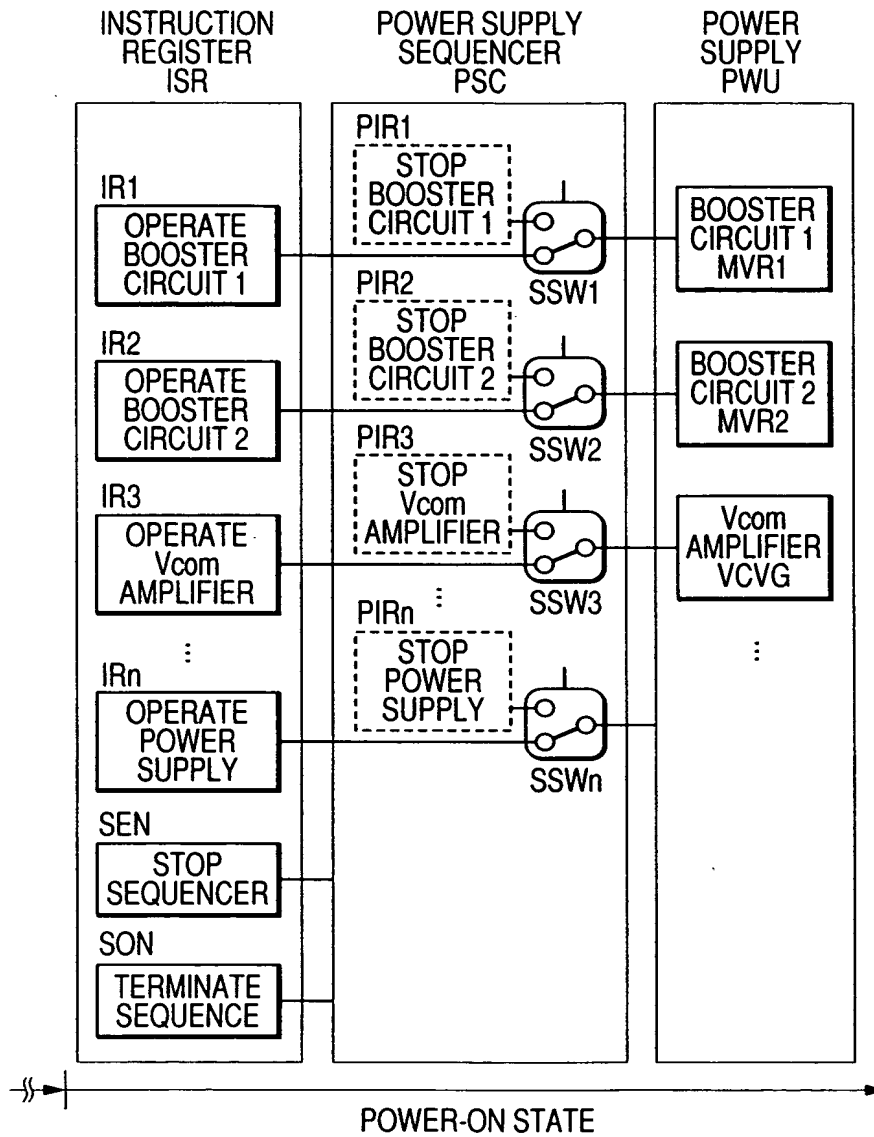 INSTRUCTION
REGISTER
ISR
POWER SUPPLY
SEQUENCER
PSC
POWER
SUPPLY
PWU
PIR1
STOP
BOOSTER
CIRCUIT 1
IR1
OPERATE
BOOSTER
CIRCUIT 1
SSW1
BOOSTER
CIRCUIT 1
MVR1
PIR2
STOP
BOOSTER
CIRCUIT 2
IR2
OPERATE
BOOSTER
CIRCUIT 2
SSW2
BOOSTER
CIRCUIT 2
MVR2
PIR3
STOP
Vcom
AMPLIFIER
IR3
OPERATE
Vcom
AMPLIFIER
SSW3
Vcom
AMPLIFIER
VCVG
...
...
...
PIRn
STOP
POWER
SUPPLY
IRn
OPERATE
POWER
SUPPLY
SSWn
SEN
STOP
SEQUENCER
SON
TERMINATE
SEQUENCE
POWER-ON STATE